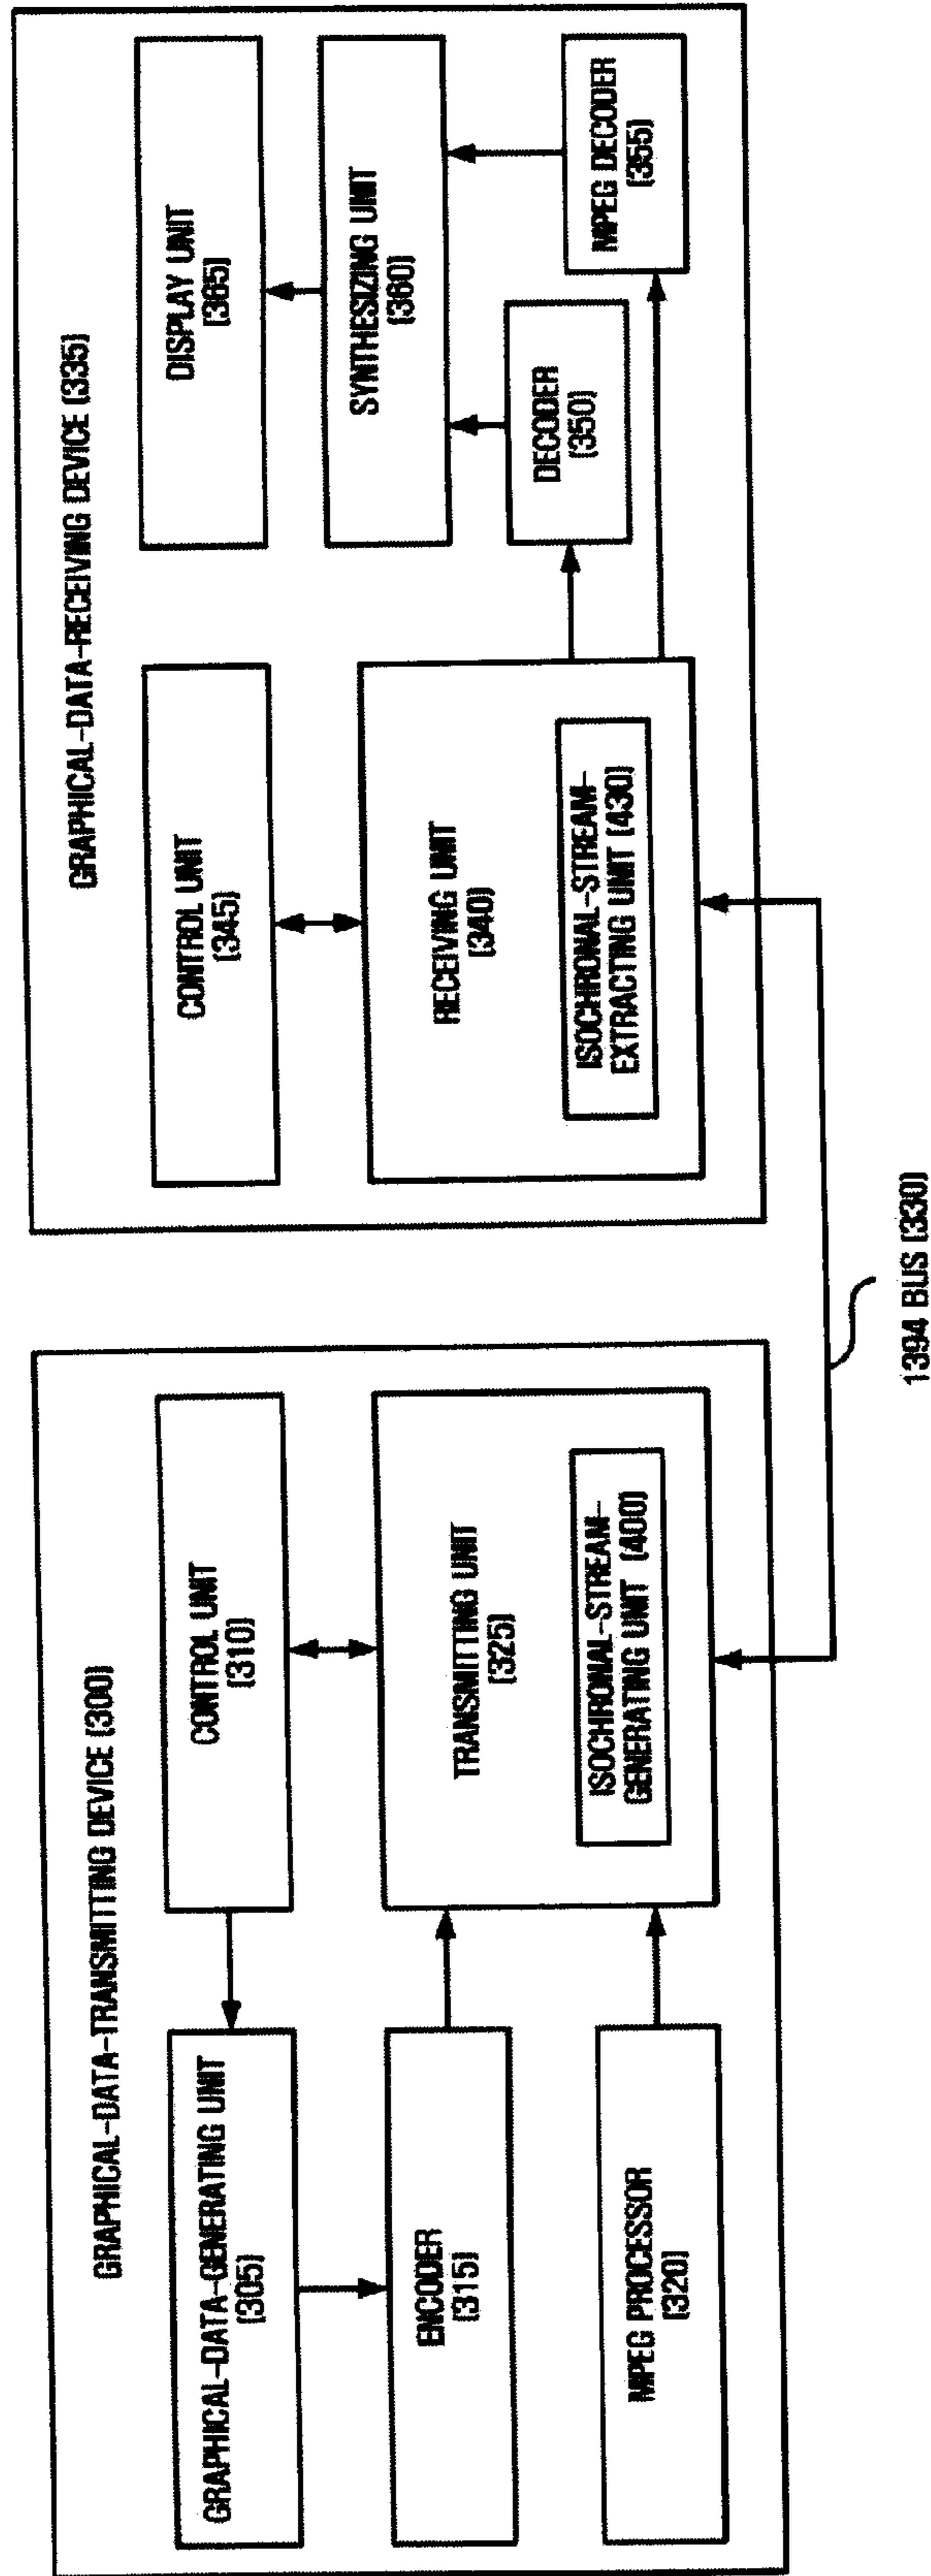 GRAPHICAL-DATA-TRANSMITTING DEVICE (300)
GRAPHICAL-DATA-GENERATING UNIT
(305)
CONTROL UNIT
(310)
ENCODER
(315)
MPEG PROCESSOR
(320)
TRANSMITTING UNIT
(325)
ISOCHRONAL-STREAM-
GENERATING UNIT (400)
1394 BUS (330)
GRAPHICAL-DATA-RECEIVING DEVICE (335)
CONTROL UNIT
(345)
RECEIVING UNIT
(340)
ISOCHRONAL-STREAM-
EXTRACTING UNIT (430)
DISPLAY UNIT
(365)
SYNTHESIZING UNIT
(360)
DECODER
(350)
MPEG DECODER
(355)